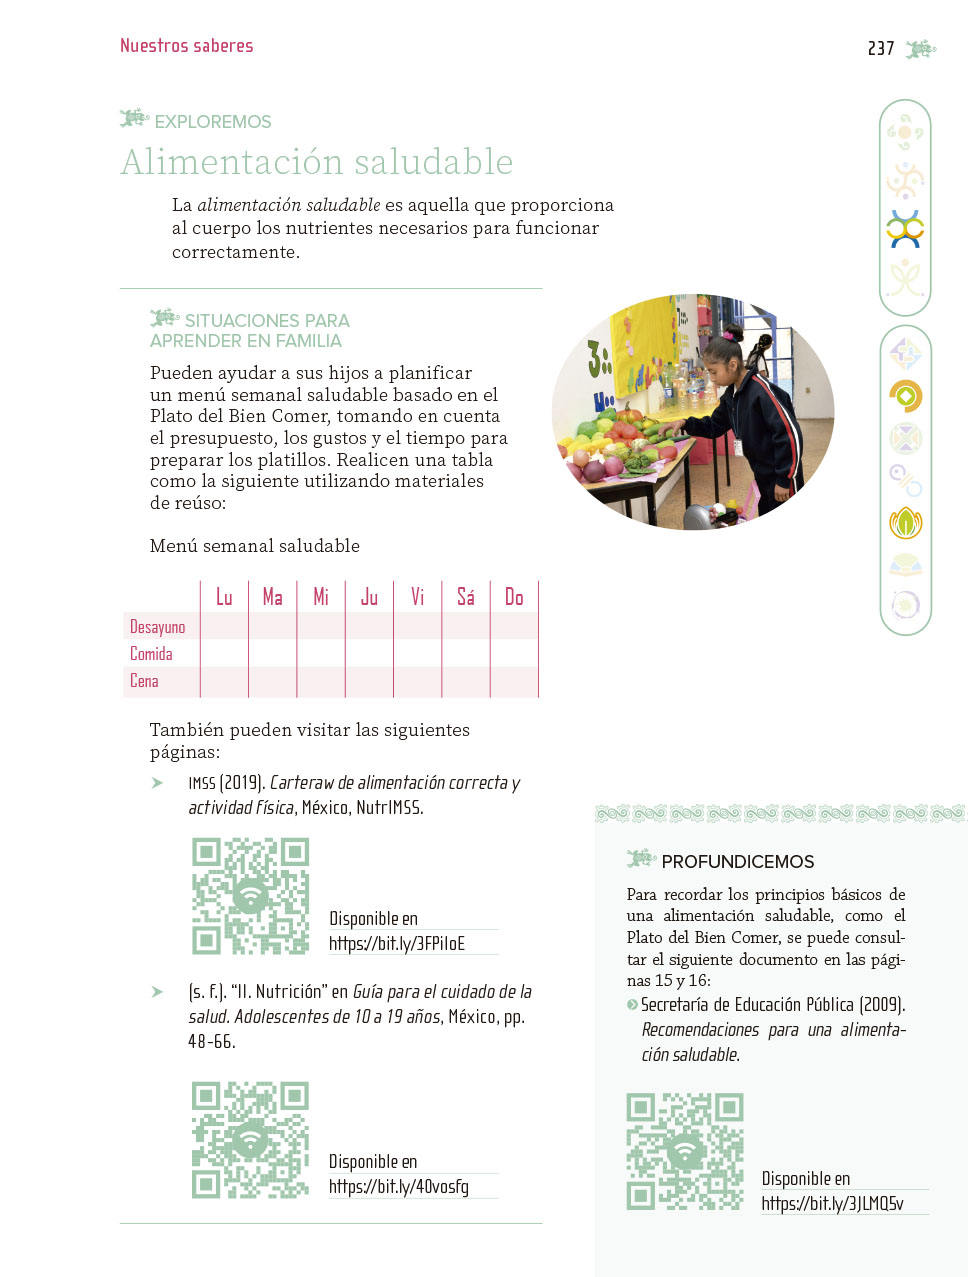 Nuestros saberes
237
EXPLOREMOS
Alimentación saludable
La alimentación saludable es aquella que proporciona
al cuerpo los nutrientes necesarios para funcionar
correctamente.
SITUACIONES PARA
APRENDER EN FAMILIA
Pueden ayudar a sus hijos a planificar
un menú semanal saludable basado en el
Plato del Bien Comer, tomando en cuenta
el presupuesto, los gustos y el tiempo para
preparar los platillos. Realicen una tabla
como la siguiente utilizando materiales
de reúso:
Menú semanal saludable
Lu Ma Mi Ju Vi Sá Do
Desayuno
Comida
Cena
También pueden visitar las siguientes
páginas:
IMSS (2019). Carteraw de alimentación correcta y
actividad física, México, NutrIMSS.
Disponible en
https://bit.ly/3FPiIoE
(s. f.). “II. Nutrición” en Guía para el cuidado de la
salud. Adolescentes de 10 a 19 años, México, pp.
48-66.
Disponible en
https://bit.ly/40vosfg
3:
PROFUNDICEMOS
Para recordar los principios básicos de
una alimentación saludable, como el
Plato del Bien Comer, se puede consul-
tar el siguiente documento en las pági-
nas 15 y 16:
Secretaría de Educación Pública (2009).
Recomendaciones para una alimenta-
ción saludable.
Disponible en
https://bit.ly/3JLMQ5v